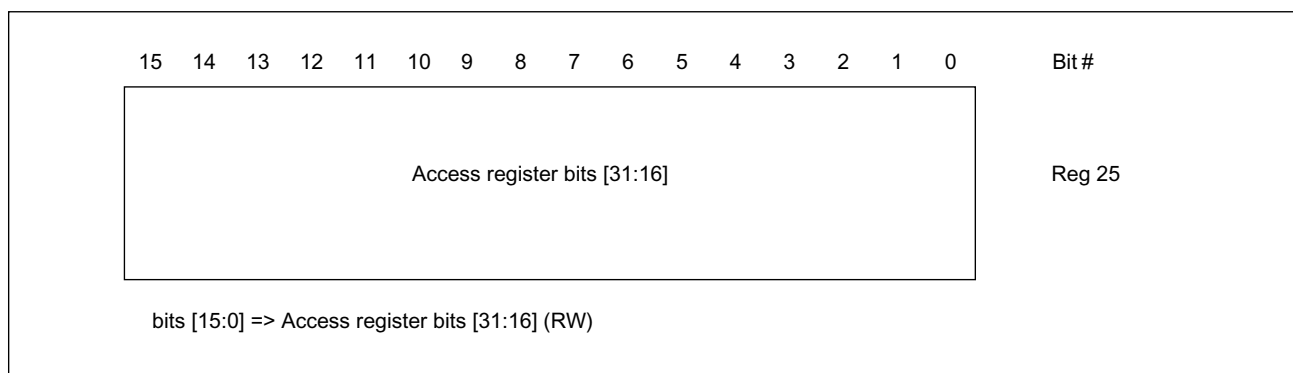 15 14 13 12 11 10 9 8 7 6 5 4 3 2 1 0 Bit #
Access register bits [31:16] Reg 25
bits [15:0] => Access register bits [31:16] (RW)